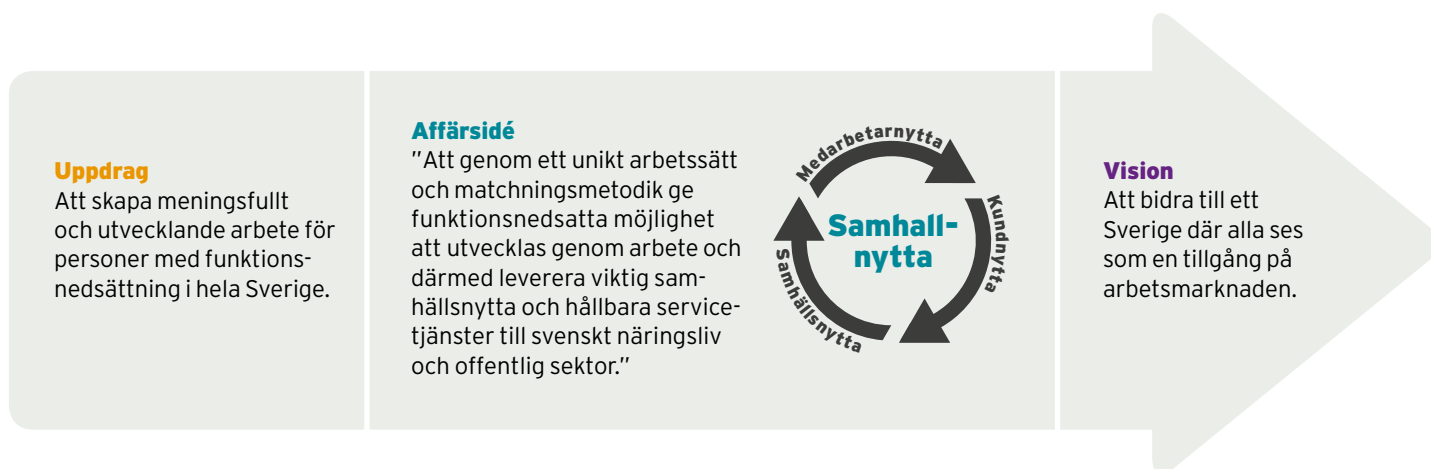 Uppdrag
Att skapa meningsfullt
och utvecklande arbete för
personer med funktions-
nedsättning i hela Sverige.
Affärsidé
”Att genom ett unikt arbetssätt
och matchningsmetodik ge
funktionsnedsatta möjlighet
att utvecklas genom arbete och
därmed leverera viktig sam-
hällsnytta och hållbara service-
tjänster till svenskt näringsliv
och offentlig sektor.”
Medarbetarnytta
Kundnytta
Samhällsnytta
Samhall-
nytta
Vision
Att bidra till ett
Sverige där alla ses
som en tillgång på
arbetsmarknaden.